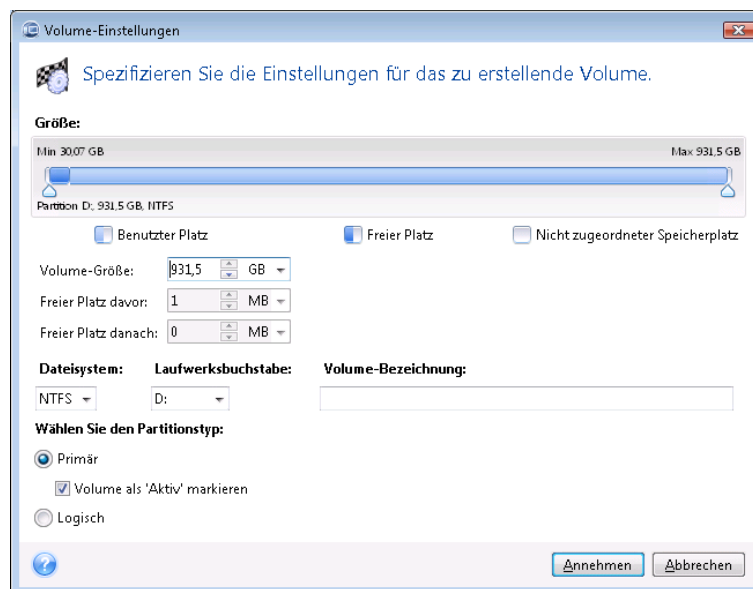 Volume-Einstellungen
Spezifizieren Sie die Einstellungen für das zu erstellende Volume.
Größe:
Min 30,07 GB Max 931,5 GB
Partition D:, 931,5 GB, NTFS
Benutzter Platz Freier Platz Nicht zugeordneter Speicherplatz
Volume-Größe: 931,5 GB
Freier Platz davor: 1 MB
Freier Platz danach: 0 MB
Dateisystem: Laufwerksbuchstabe: Volume-Bezeichnung:
NTFS D:
Wählen Sie den Partitionstyp:
Primär
Volume als 'Aktiv' markieren
Logisch
Annehmen Abbrechen